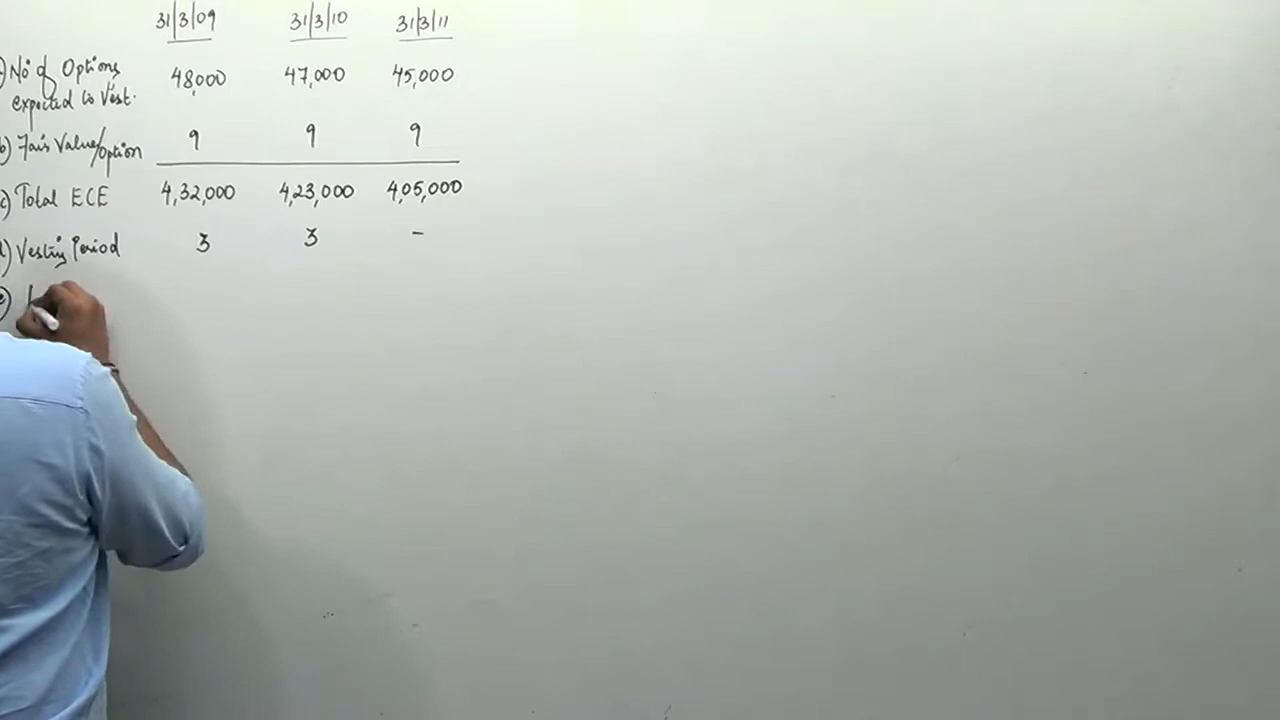 31/3/09 31/3/10 31/3/11
) No of Options 48,000 47,000 45,000
expected to Vest.
b) Fair Value/option 9 9 9
c) Total ECE 4,32,000 4,23,000 4,05,000
d) Vesting Period 3 3 -
e)